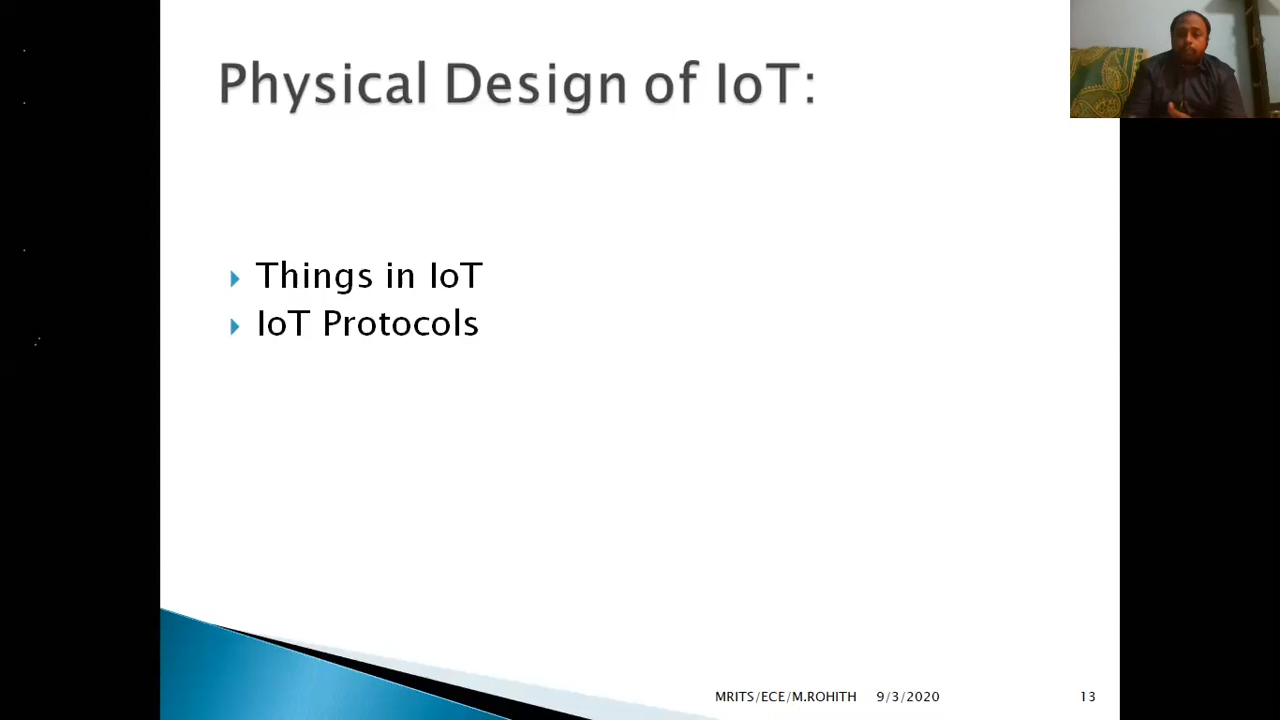 Physical Design of IoT:
Things in IoT
IoT Protocols
MRITS/ECE/M.ROHITH 9/3/2020 13